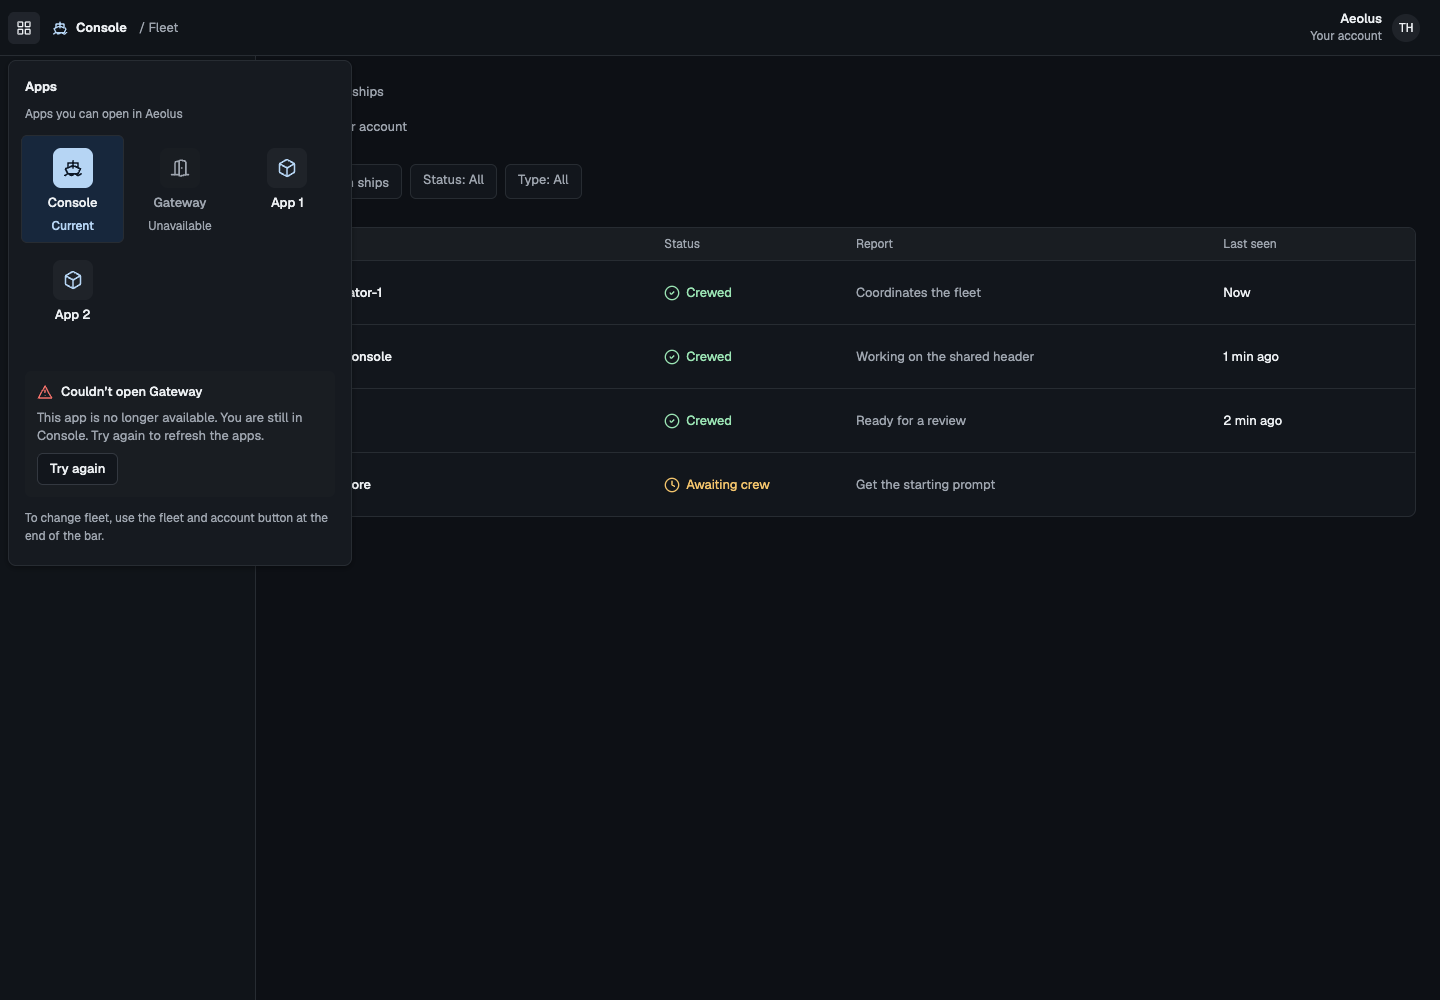 Console / Fleet
Aeolus
Your account
TH
Apps
Apps you can open in Aeolus
Console
Current
Gateway
Unavailable
App 1
App 2
Couldn't open Gateway
This app is no longer available. You are still in
Console. Try again to refresh the apps.
Try again
To change fleet, use the fleet and account button at the
end of the bar.
ships
account
ships
Status: All
Type: All
Status Report Last seen
ator-1 Crewed Coordinates the fleet Now
onsole Crewed Working on the shared header 1 min ago
Crewed Ready for a review 2 min ago
ore Awaiting crew Get the starting prompt